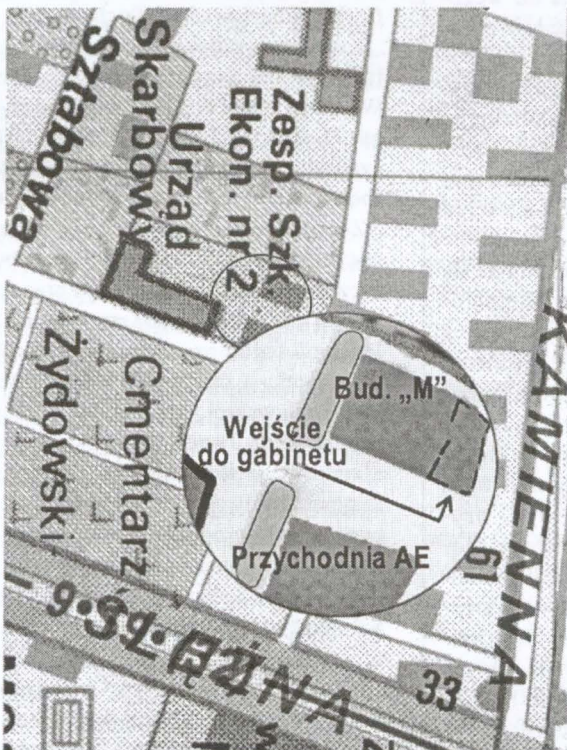 Sztabowa
Urząd
Skarbowy
Zesp. Szk.
Ekon. nr 2
Cmentarz
Żydowski
Bud. „M”
Wejście
do gabinetu
Przychodnia AE
KAMIENNA
61
33